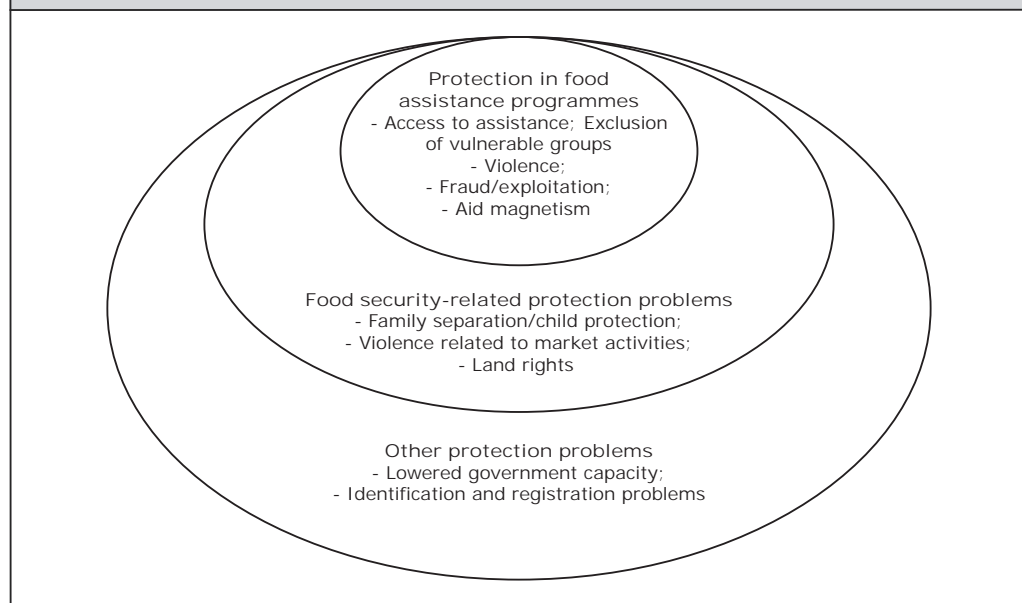 Protection in food
assistance programmes
- Access to assistance; Exclusion
of vulnerable groups
- Violence;
- Fraud/exploitation;
- Aid magnetism
Food security-related protection problems
- Family separation/child protection;
- Violence related to market activities;
- Land rights
Other protection problems
- Lowered government capacity;
- Identification and registration problems